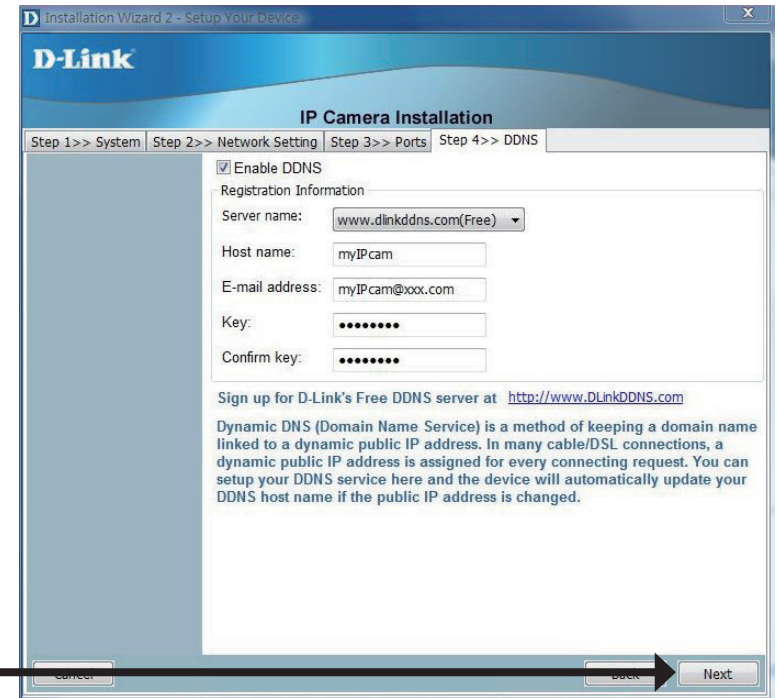 D Installation Wizard 2 - Setup Your Device
x
D-Link
IP Camera Installation
Step 1>> System Step 2>> Network Setting Step 3>> Ports Step 4>> DDNS
Enable DDNS
Registration Information
Server name: www.dlinkddns.com(Free)
Host name: myIPcam
E-mail address: myIPcam@xxx.com
Key: ••••••••
Confirm key: ••••••••
Sign up for D-Link's Free DDNS server at http://www.DLinkDDNS.com
Dynamic DNS (Domain Name Service) is a method of keeping a domain name
linked to a dynamic public IP address. In many cable/DSL connections, a
dynamic public IP address is assigned for every connecting request. You can
setup your DDNS service here and the device will automatically update your
DDNS host name if the public IP address is changed.
Cancel Back Next